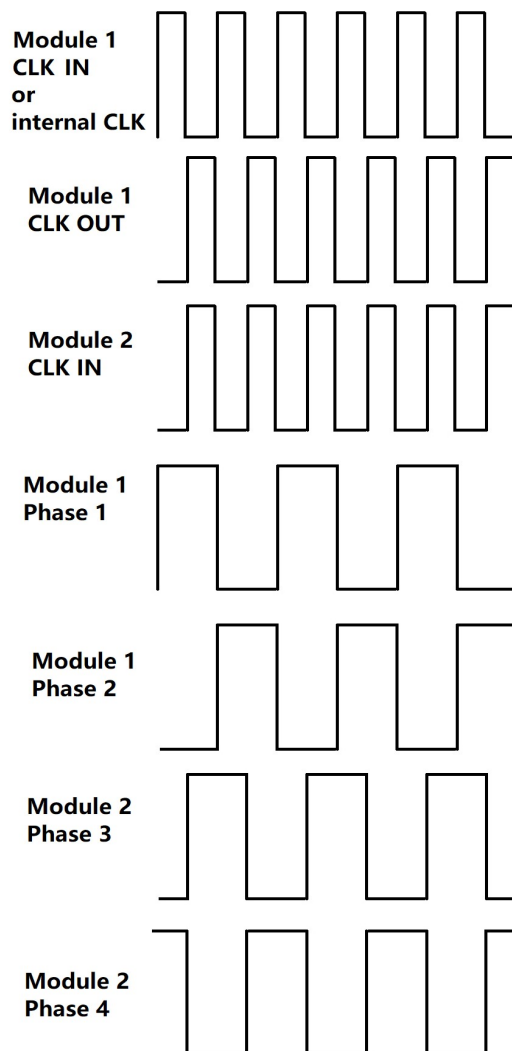 Module 1
CLK IN
or
internal CLK
Module 1
CLK OUT
Module 2
CLK IN
Module 1
Phase 1
Module 1
Phase 2
Module 2
Phase 3
Module 2
Phase 4